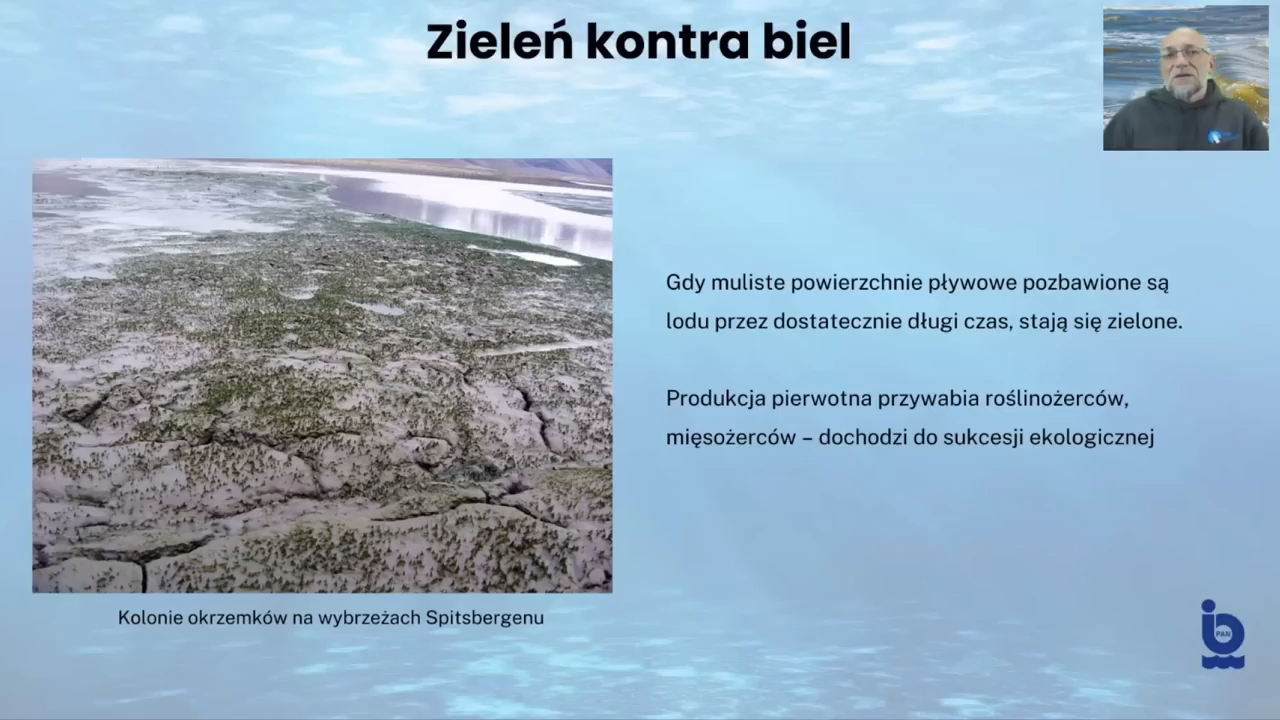 Zieleń kontra biel
Gdy muliste powierzchnie pływowe pozbawione są
lodu przez dostatecznie długi czas, stają się zielone.
Produkcja pierwotna przywabia roślinożerców,
mięsożerców – dochodzi do sukcesji ekologicznej
Kolonie okrzemków na wybrzeżach Spitsbergenu
PAN